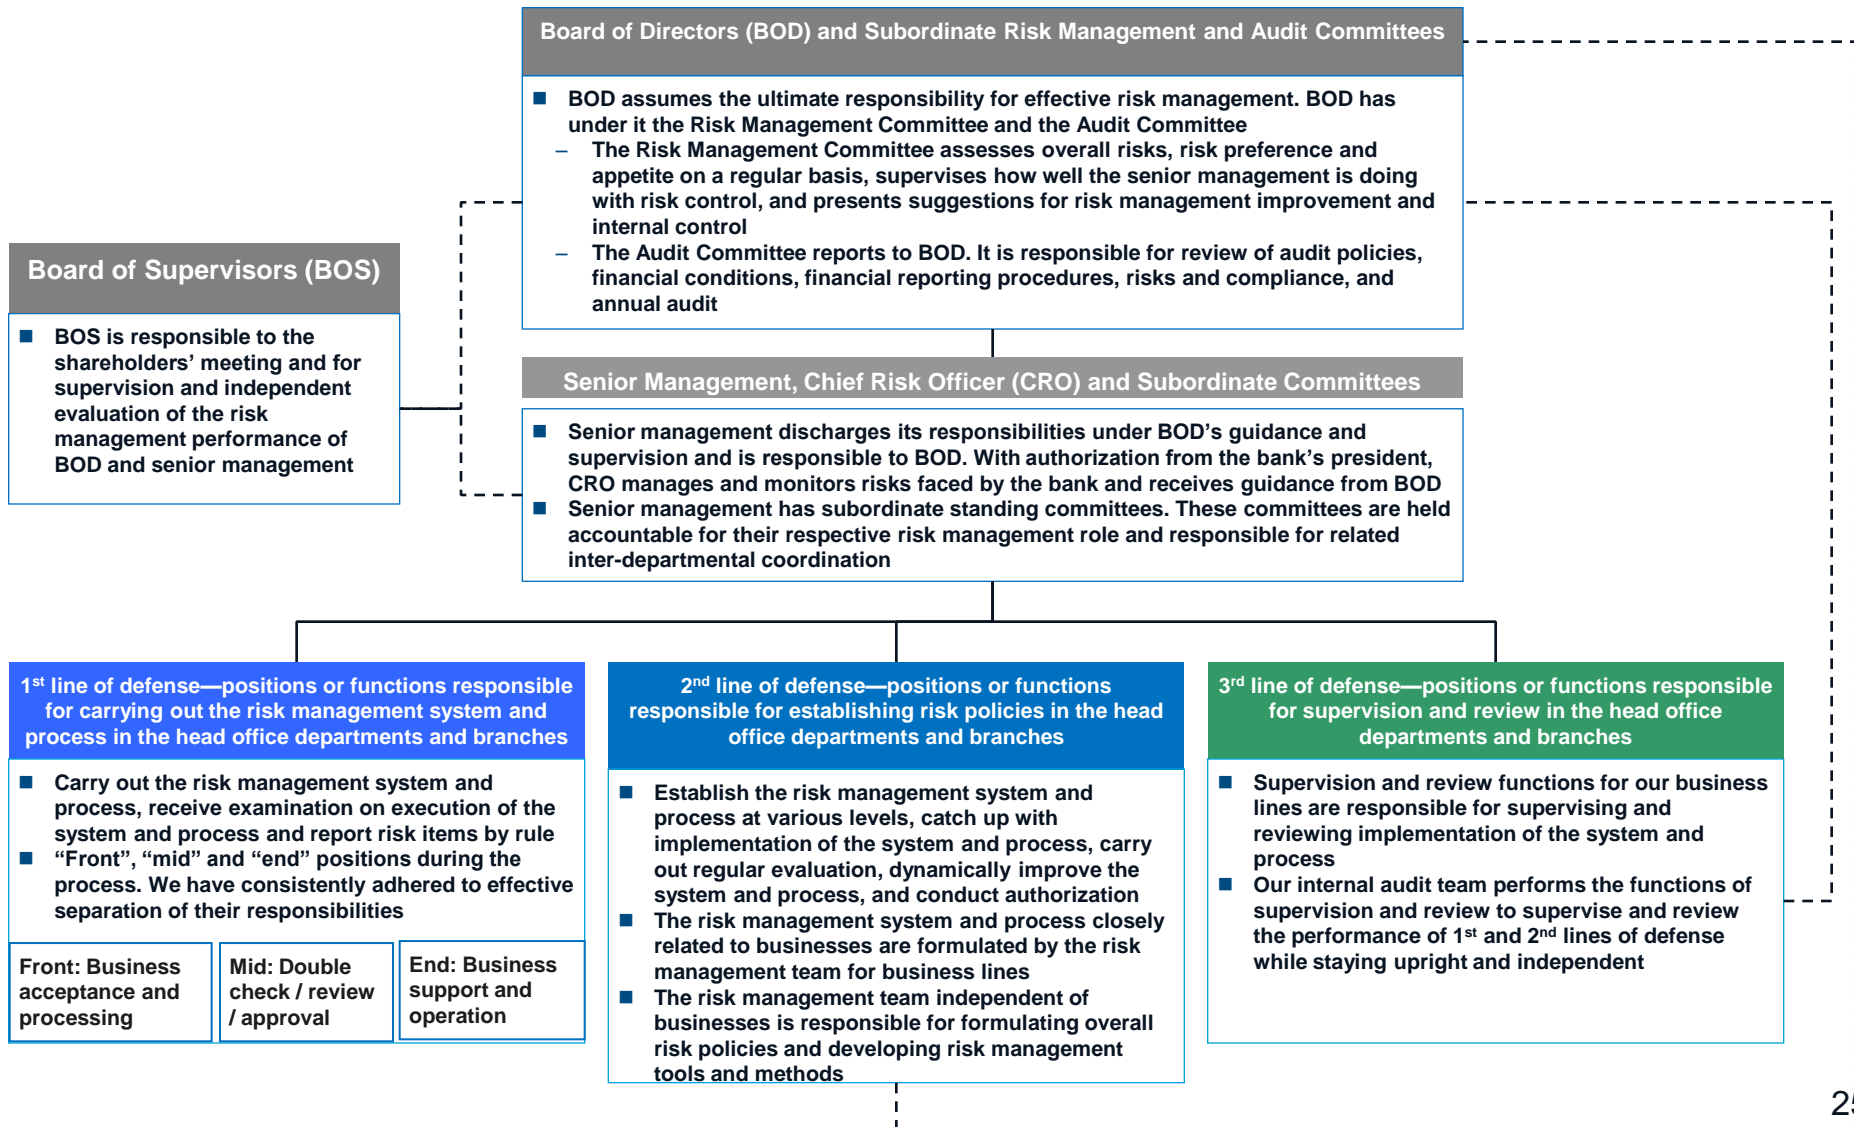 Board of Directors (BOD) and Subordinate Risk Management and Audit Committees
■ BOD assumes the ultimate responsibility for effective risk management. BOD has
under it the Risk Management Committee and the Audit Committee
– The Risk Management Committee assesses overall risks, risk preference and
appetite on a regular basis, supervises how well the senior management is doing
with risk control, and presents suggestions for risk management improvement and
internal control
– The Audit Committee reports to BOD. It is responsible for review of audit policies,
financial conditions, financial reporting procedures, risks and compliance, and
annual audit
Board of Supervisors (BOS)
■ BOS is responsible to the
shareholders’ meeting and for
supervision and independent
evaluation of the risk
management performance of
BOD and senior management
Senior Management, Chief Risk Officer (CRO) and Subordinate Committees
■ Senior management discharges its responsibilities under BOD’s guidance and
supervision and is responsible to BOD. With authorization from the bank’s president,
CRO manages and monitors risks faced by the bank and receives guidance from BOD
■ Senior management has subordinate standing committees. These committees are held
accountable for their respective risk management role and responsible for related
inter-departmental coordination
1st line of defense—positions or functions responsible
for carrying out the risk management system and
process in the head office departments and branches
■ Carry out the risk management system and
process, receive examination on execution of the
system and process and report risk items by rule
■ “Front”, “mid” and “end” positions during the
process. We have consistently adhered to effective
separation of their responsibilities
Front: Business
acceptance and
processing
Mid: Double
check / review
/ approval
End: Business
support and
operation
2nd line of defense—positions or functions
responsible for establishing risk policies in the head
office departments and branches
■ Establish the risk management system and
process at various levels, catch up with
implementation of the system and process, carry
out regular evaluation, dynamically improve the
system and process, and conduct authorization
■ The risk management system and process closely
related to businesses are formulated by the risk
management team for business lines
■ The risk management team independent of
businesses is responsible for formulating overall
risk policies and developing risk management
tools and methods
3rd line of defense—positions or functions responsible
for supervision and review in the head office
departments and branches
■ Supervision and review functions for our business
lines are responsible for supervising and
reviewing implementation of the system and
process
■ Our internal audit team performs the functions of
supervision and review to supervise and review
the performance of 1st and 2nd lines of defense
while staying upright and independent
25